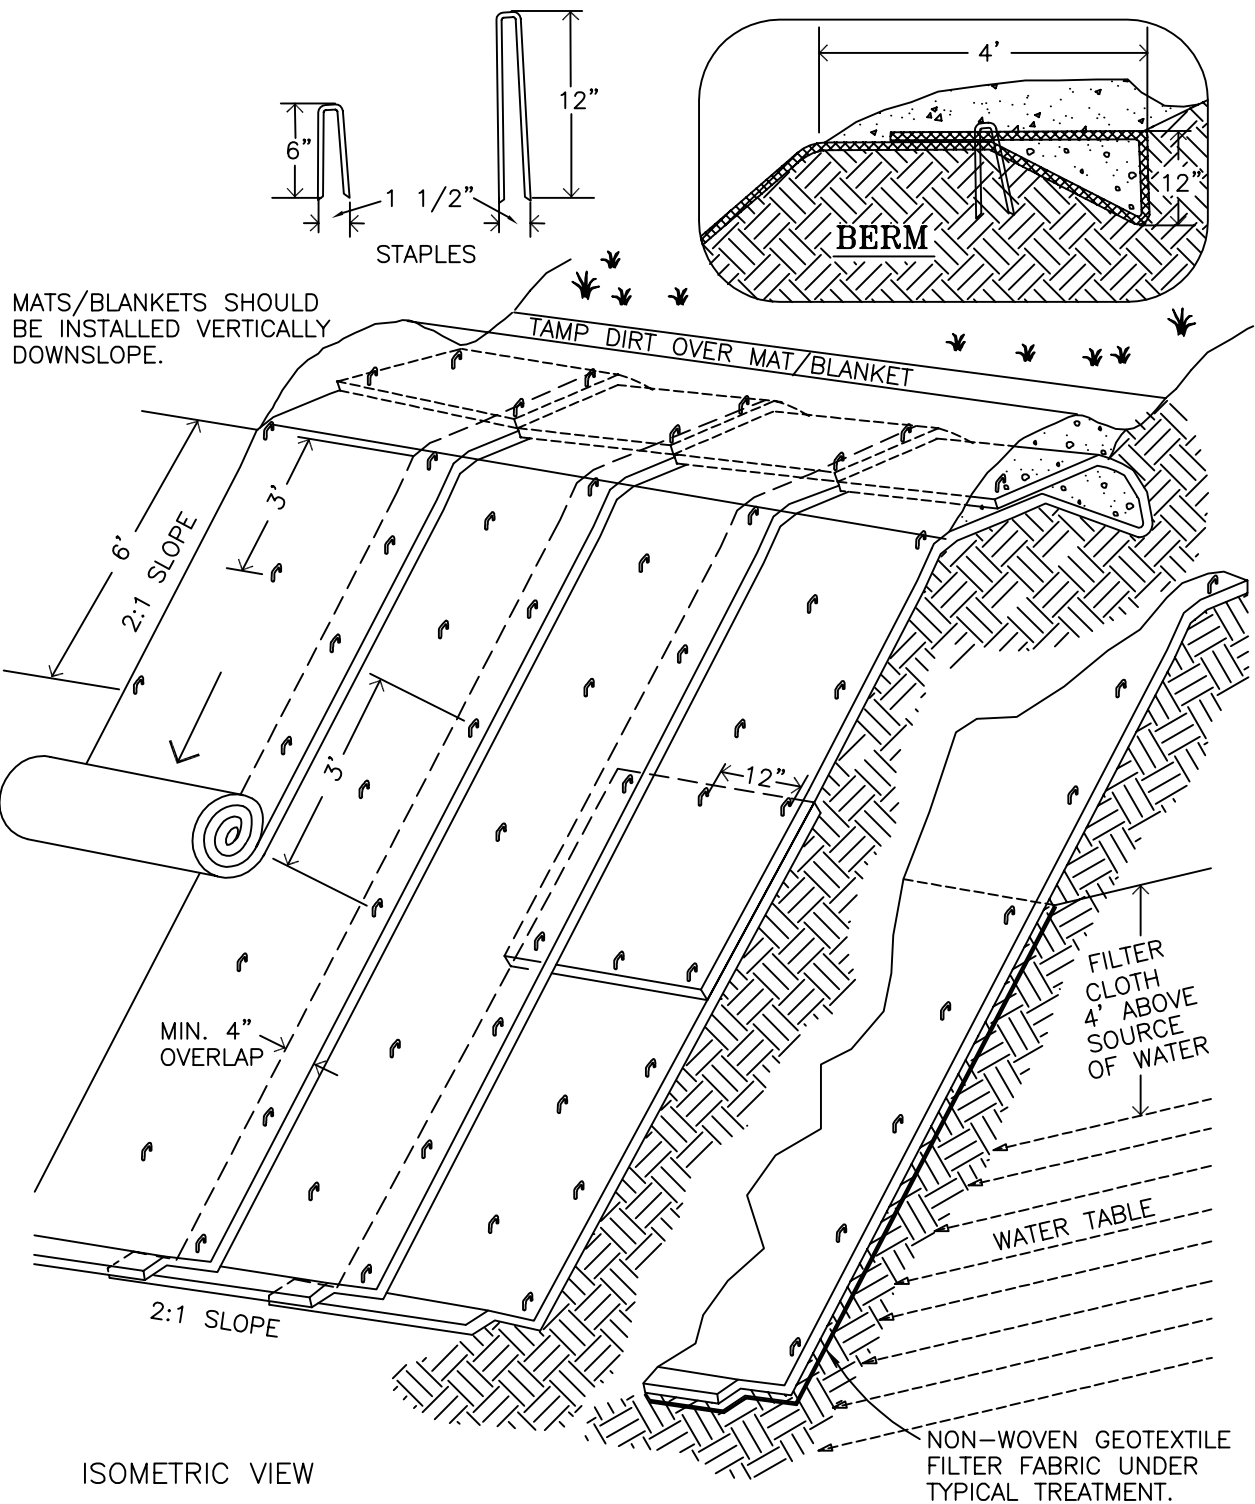 12”
6”
1 1/2”
STAPLES
4’
12”
BERM
MATS/BLANKETS SHOULD
BE INSTALLED VERTICALLY
DOWNSLOPE.
TAMP DIRT OVER MAT/BLANKET
3’
6’
2:1 SLOPE
3’
12”
FILTER
CLOTH
4’ ABOVE
SOURCE
OF WATER
MIN. 4”
OVERLAP
WATER TABLE
2:1 SLOPE
ISOMETRIC VIEW
NON-WOVEN GEOTEXTILE
FILTER FABRIC UNDER
TYPICAL TREATMENT.